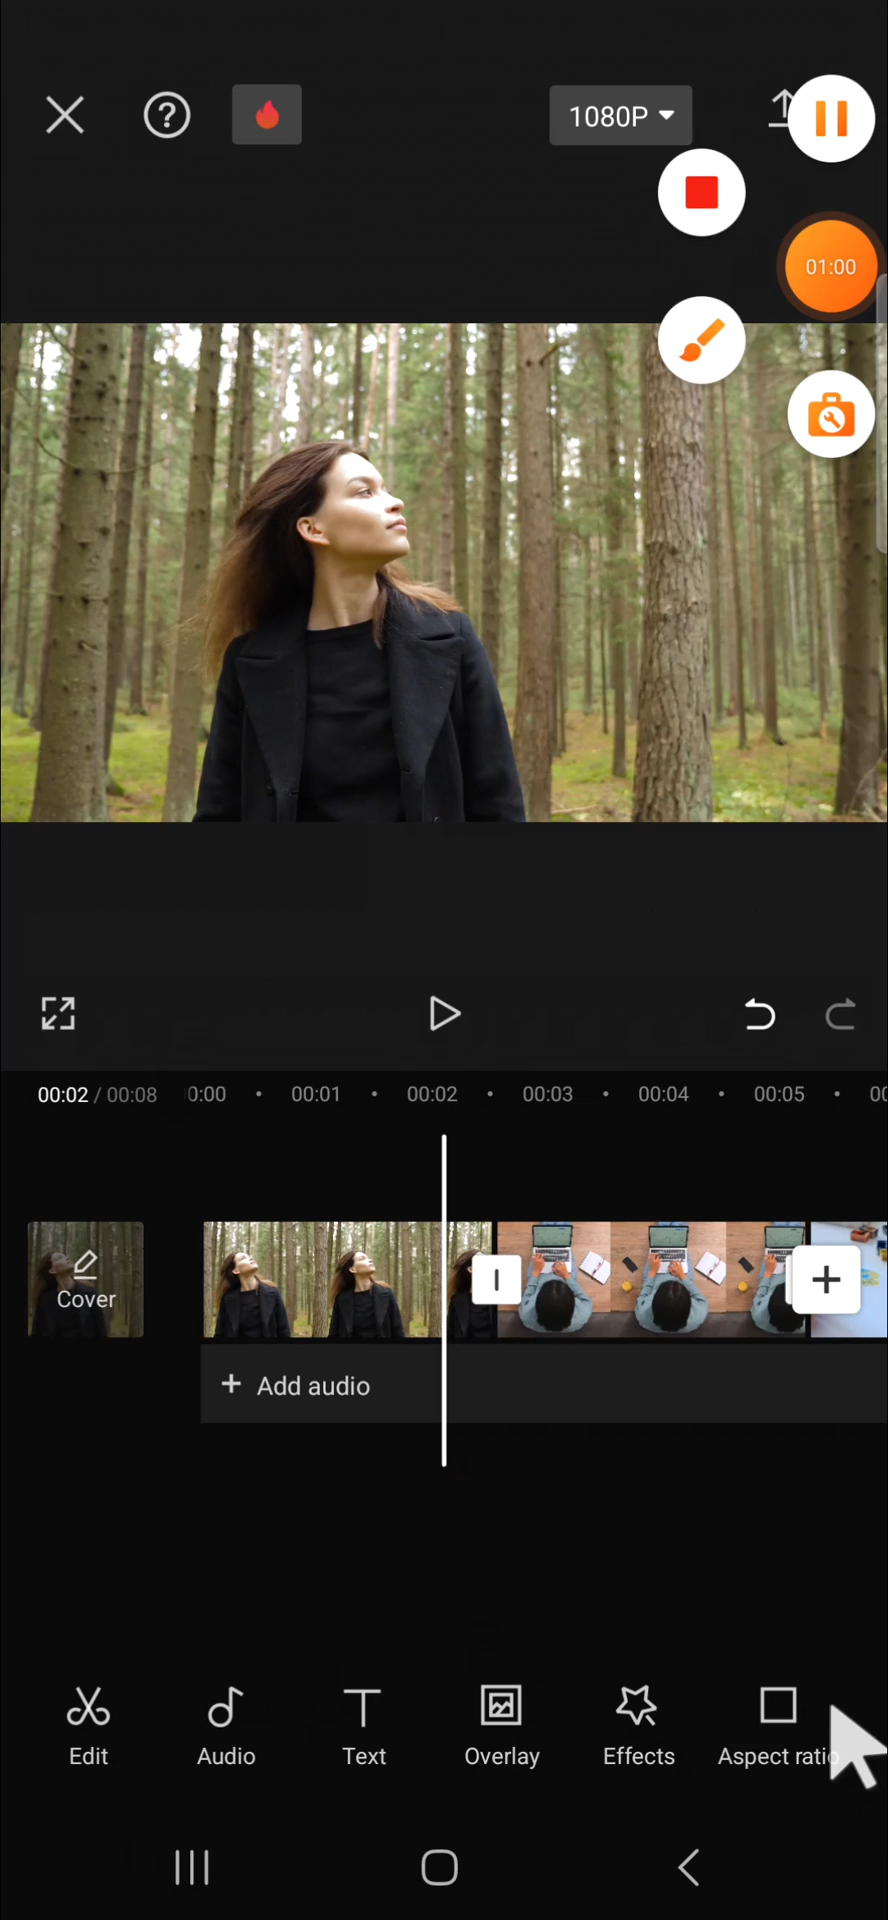 1080P
01:00
00:02 / 00:08
0:00
00:01
00:02
00:03
00:04
00:05
Cover
+ Add audio
Edit
Audio
Text
Overlay
Effects
Aspect ratio